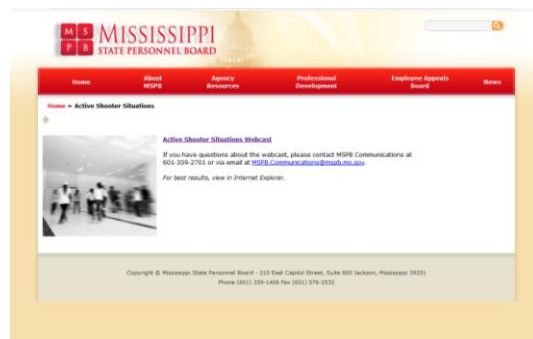 M S
P B
MISSISSIPPI
STATE PERSONNEL BOARD
Home
About MSPB
Agency Resources
Professional Development
Employee Appeals Board
News
Home » Active Shooter Situations
Active Shooter Situations Webcast
If you have questions about the webcast, please contact MSPB Communications at
601-359-2701 or via email at MSPB.Communications@mspb.ms.gov.
For best results, view in Internet Explorer.
Copyright © Mississippi State Personnel Board - 210 East Capitol Street, Suite 800 Jackson, Mississippi 39201
Phone (601) 359-1406 Fax (601) 576-2532